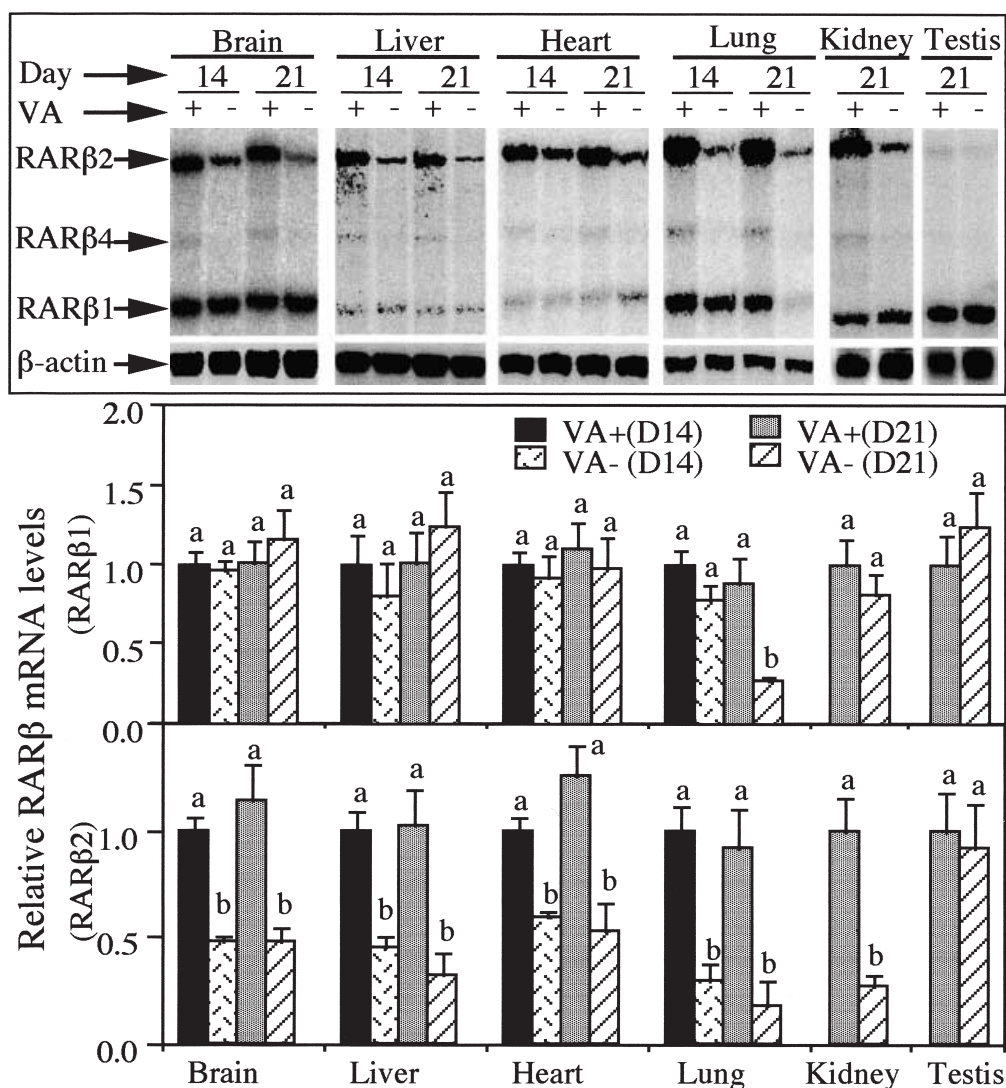 Brain Liver Heart Lung Kidney Testis
Day 14 21 14 21 14 21 14 21 21 21
VA + - + - + - + - + - + - + - + - + - + -
RARβ2
RARβ4
RARβ1
β-actin
2.0
VA+(D14) VA+(D21)
VA- (D14) VA- (D21)
1.5
1.0
0.5
0.0
a a a a a a a a a a a a a a a b a a a a
Relative RARβ mRNA levels
(RARβ1)
(RARβ2)
1.0
0.5
0.0
a b a b a b a b a b a b a b a b a b a a
Brain Liver Heart Lung Kidney Testis